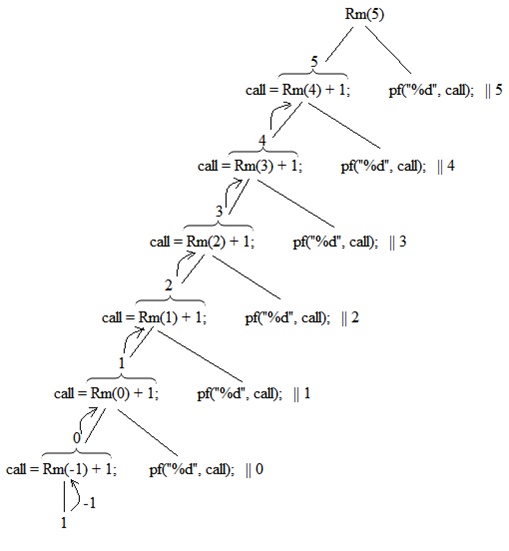 Rm(5)
5
call = Rm(4) + 1; pf("%d", call); || 5
4
call = Rm(3) + 1; pf("%d", call); || 4
3
call = Rm(2) + 1; pf("%d", call); || 3
2
call = Rm(1) + 1; pf("%d", call); || 2
1
call = Rm(0) + 1; pf("%d", call); || 1
0
call = Rm(-1) + 1; pf("%d", call); || 0
-1
1